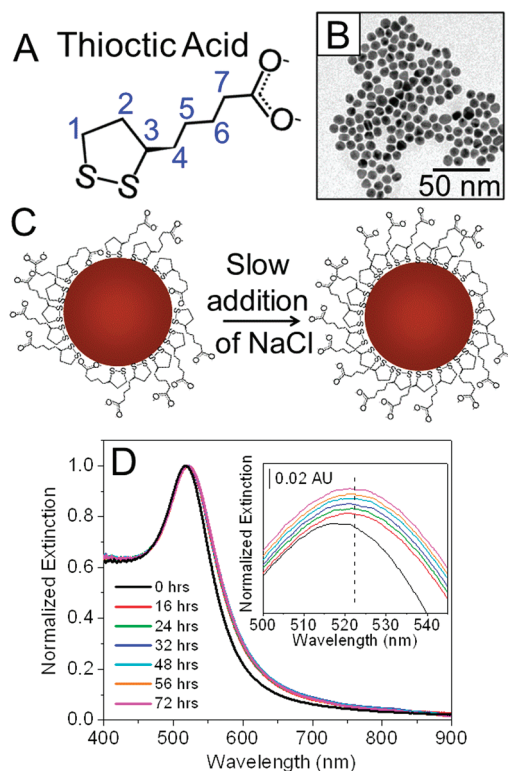 A
Thioctic Acid
1
2
3
4
5
6
7
O-
O-
S
S
B
50 nm
C
Slow
addition
of NaCl
D
Normalized Extinction
1.0
0.8
0.6
0.4
0.2
0.0
400 500 600 700 800 900
Wavelength (nm)
0 hrs
16 hrs
24 hrs
32 hrs
48 hrs
56 hrs
72 hrs
0.02 AU
Normalized Extinction
500 510 520 530 540
Wavelength (nm)